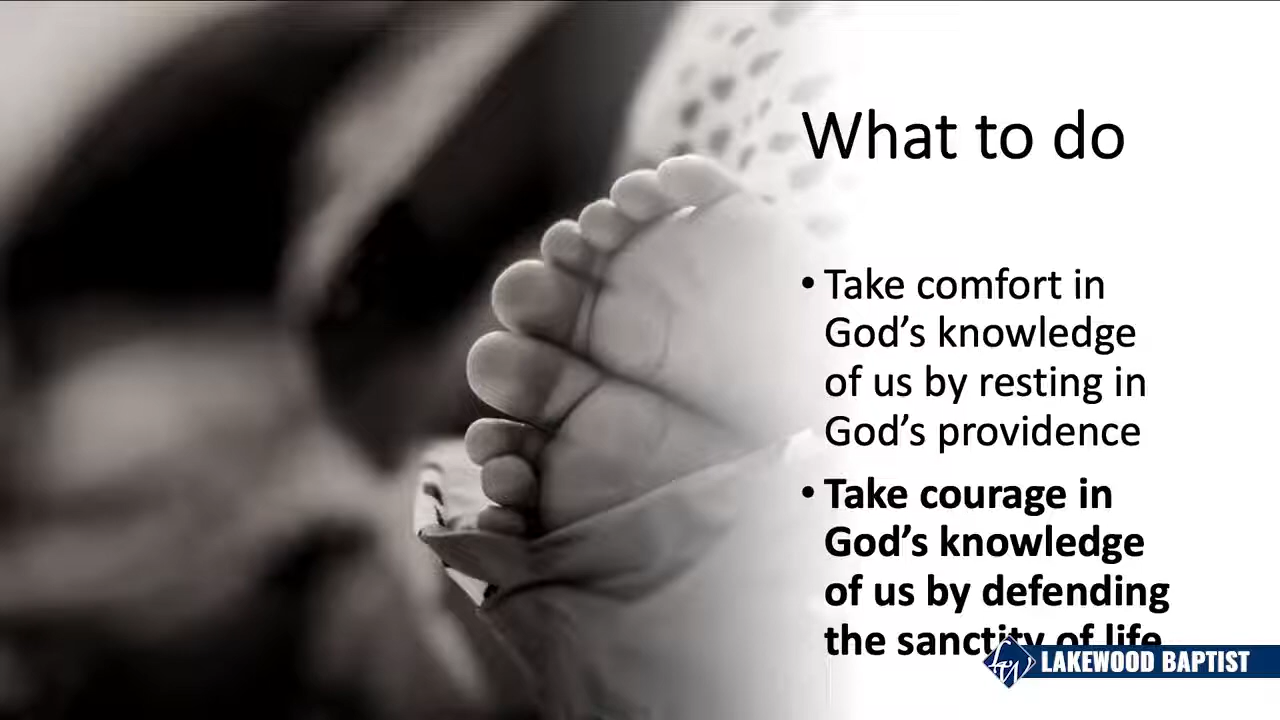 What to do
• Take comfort in
God’s knowledge
of us by resting in
God’s providence
• Take courage in
God’s knowledge
of us by defending
the sanctity of life
LAKEWOOD BAPTIST